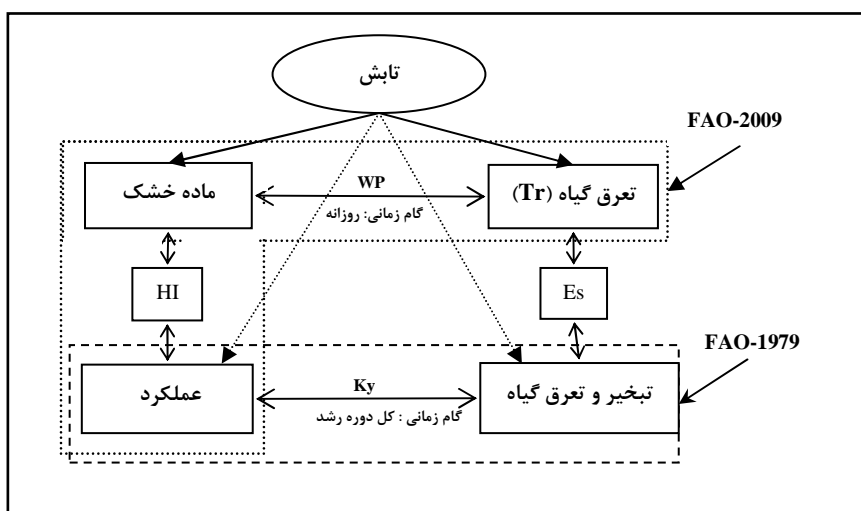 تابش
FAO-2009
تعرق گیاه (Tr)
WP
ماده خشک
گام زمانی: روزانه
Es
HI
FAO-1979
تبخیر و تعرق گیاه
Ky
عملکرد
گام زمانی : کل دوره رشد